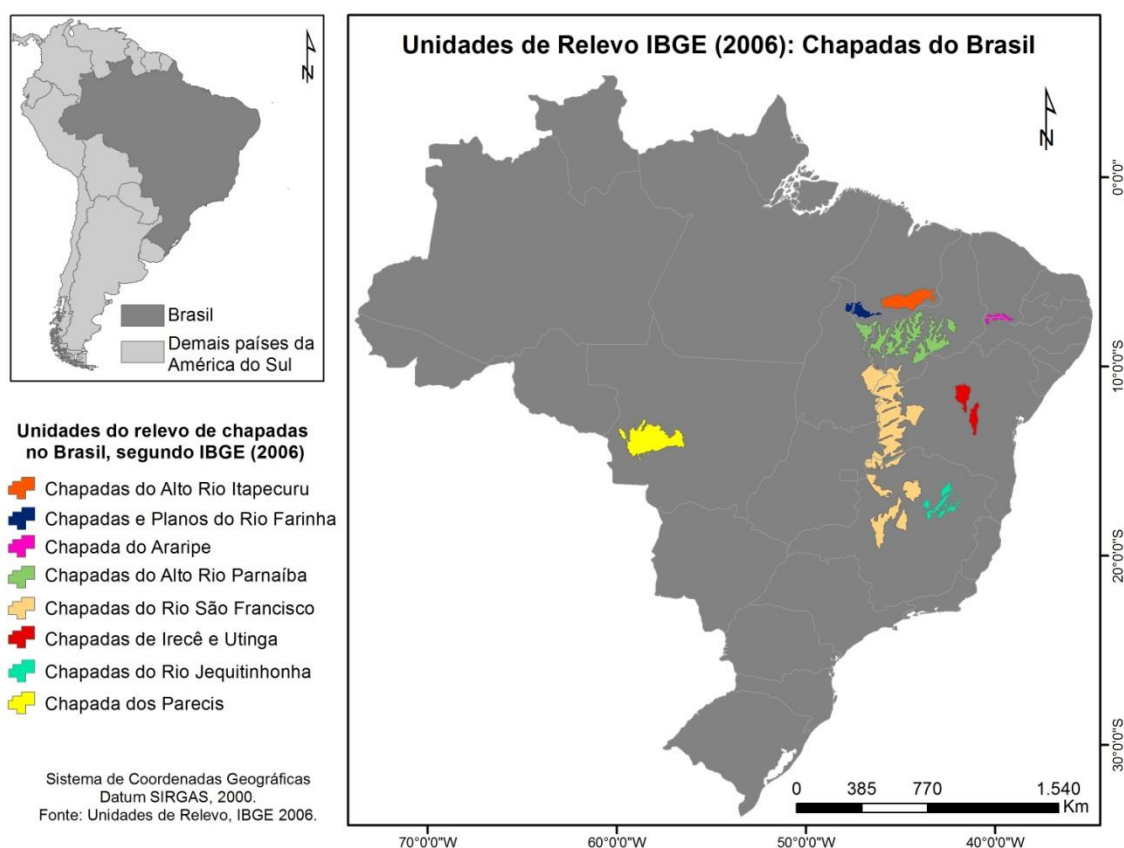 N
Brasil
Demais países da
América do Sul
Unidades de Relevo IBGE (2006): Chapadas do Brasil
N
0°0'0"
10°0'0"S
20°0'0"S
30°0'0"S
0 385 770 1.540
Km
70°0'0"W 60°0'0"W 50°0'0"W 40°0'0"W
Unidades do relevo de chapadas
no Brasil, segundo IBGE (2006)
Chapadas do Alto Rio Itapecuru
Chapadas e Planos do Rio Farinha
Chapada do Araripe
Chapadas do Alto Rio Parnaíba
Chapadas do Rio São Francisco
Chapadas de Irecê e Utinga
Chapadas do Rio Jequitinhonha
Chapada dos Parecis
Sistema de Coordenadas Geográficas
Datum SIRGAS, 2000.
Fonte: Unidades de Relevo, IBGE 2006.